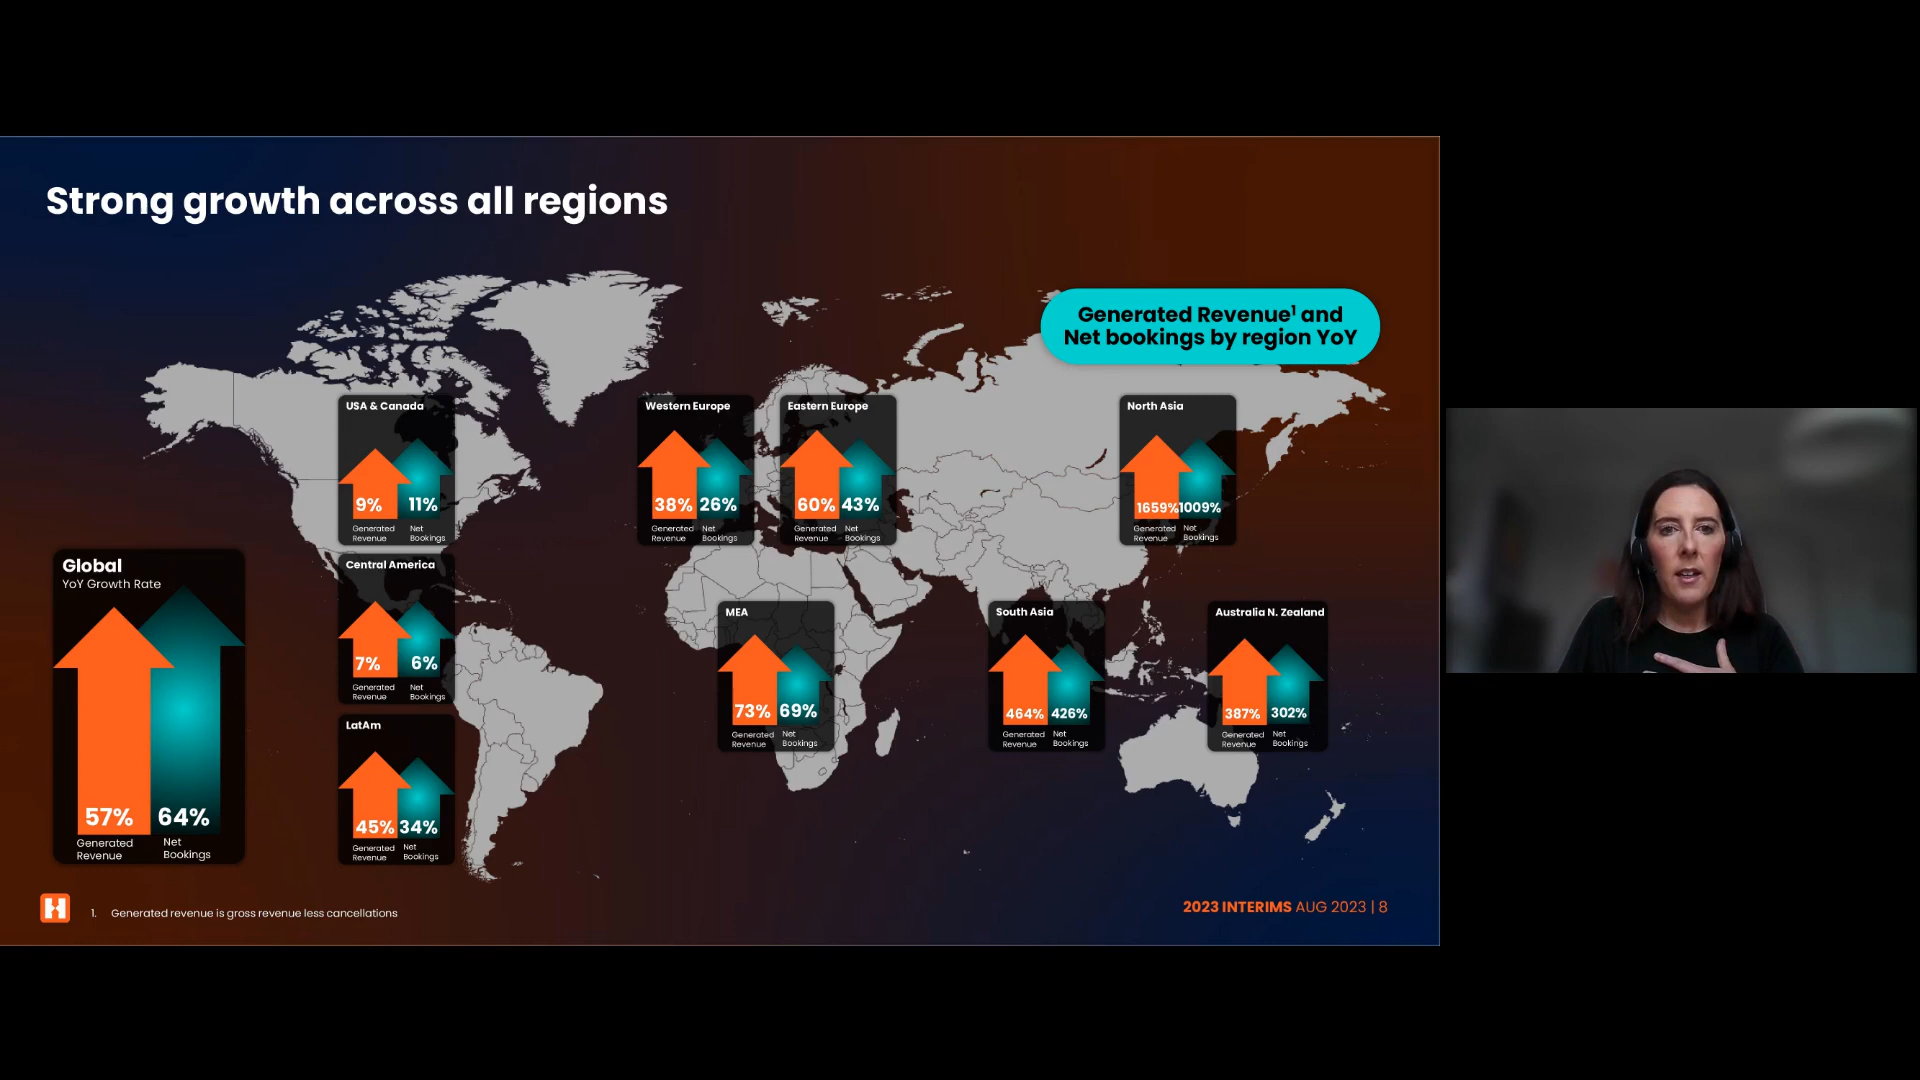 Strong growth across all regions
Generated Revenue¹ and
Net bookings by region YoY
USA & Canada
9% 11%
Generated Revenue
Net Bookings
Western Europe
38% 26%
Generated Revenue
Net Bookings
Eastern Europe
60% 43%
Generated Revenue
Net Bookings
North Asia
1659% 1009%
Generated Revenue
Net Bookings
Global
YoY Growth Rate
57% 64%
Generated Revenue
Net Bookings
Central America
7% 6%
Generated Revenue
Net Bookings
LatAm
45% 34%
Generated Revenue
Net Bookings
MEA
73% 69%
Generated Revenue
Net Bookings
South Asia
464% 426%
Generated Revenue
Net Bookings
Australia N. Zealand
387% 302%
Generated Revenue
Net Bookings
H
1. Generated revenue is gross revenue less cancellations
2023 INTERIMS AUG 2023 | 8